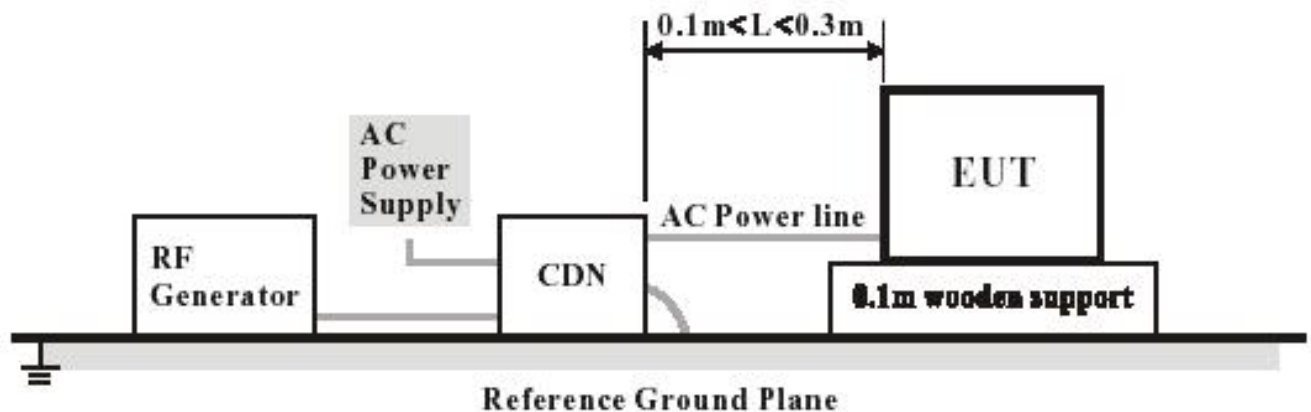 0.1m<L<0.3m
AC
Power
Supply
EUT
AC Power line
RF
Generator
CDN
0.1m wooden support
Reference Ground Plane